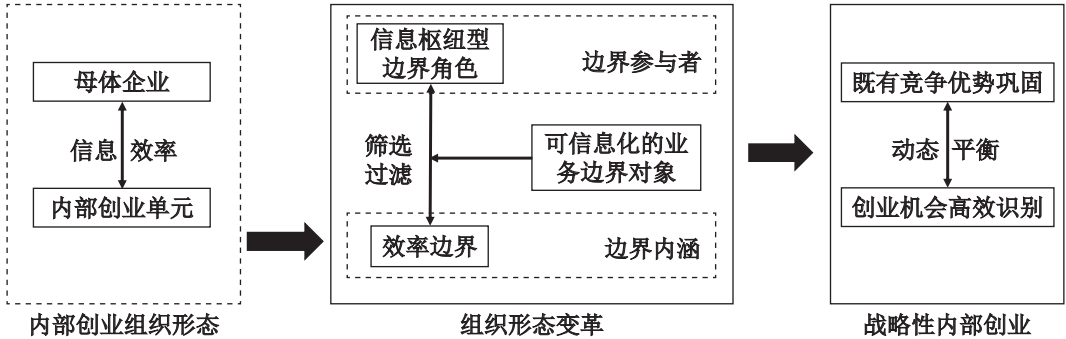 母体企业
信息 效率
内部创业单元
内部创业组织形态
信息枢纽型
边界角色
边界参与者
筛选
过滤
可信息化的业
务边界对象
效率边界
边界内涵
组织形态变革
既有竞争优势巩固
动态 平衡
创业机会高效识别
战略性内部创业